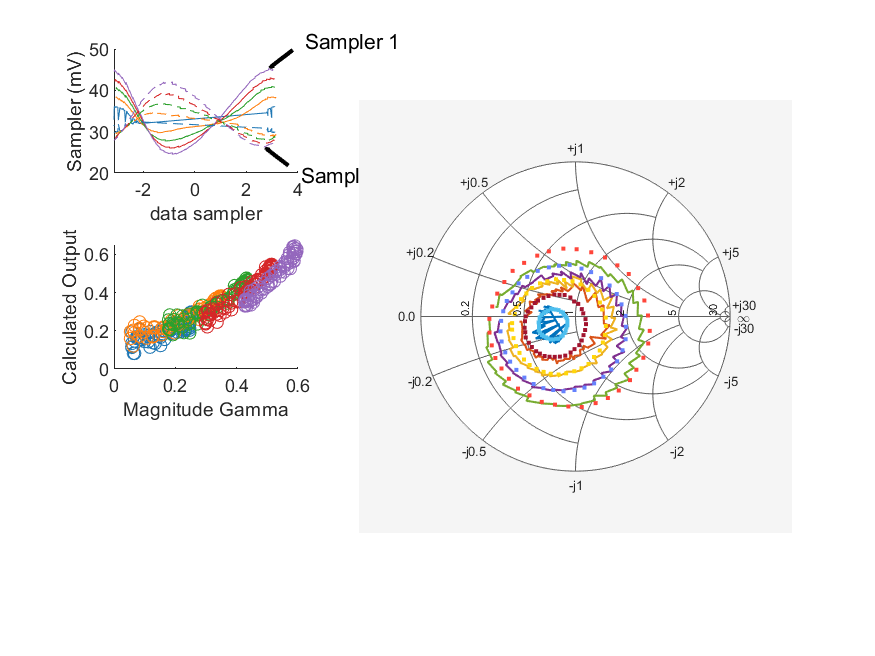 Sampler 1
50
40
30
20
Sampler (mV)
-2
0
2
4
data sampler
Sampl
0.6
0.4
0.2
0
Calculated Output
0
0.2
0.4
0.6
Magnitude Gamma
+j1
+j0.5
+j2
+j0.2
+j5
0.0
0.2
0.5
1
2
5
30
+j30
∞
-j30
-j0.2
-j5
-j0.5
-j2
-j1